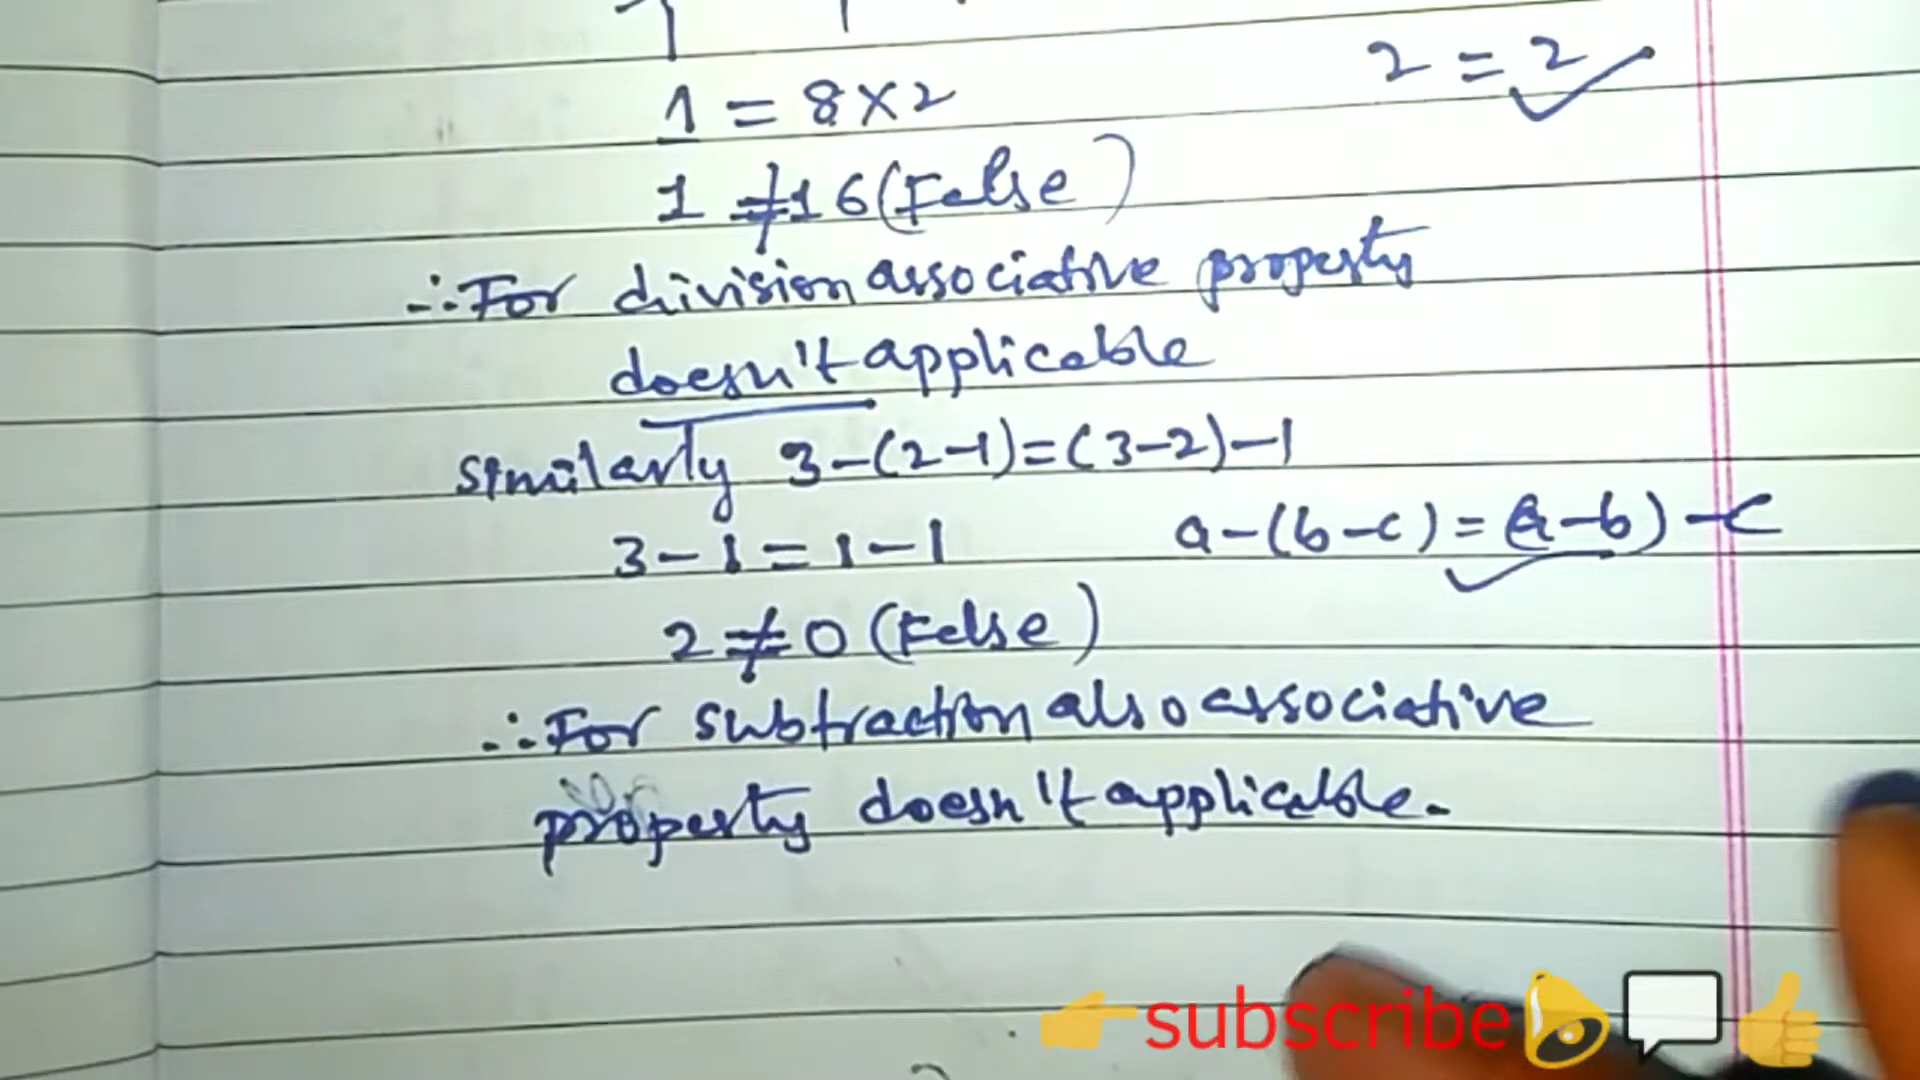 2 = 2
1 = 8×2
1 ≠ 16 (False)
∴ For division associative property
doesn't applicable
Similarly 3-(2-1)=(3-2)-1
3-1=1-1
a-(b-c)=(a-b)-c
2≠0 (False)
∴ For subtraction also associative
property doesn't applicable.
subscribe